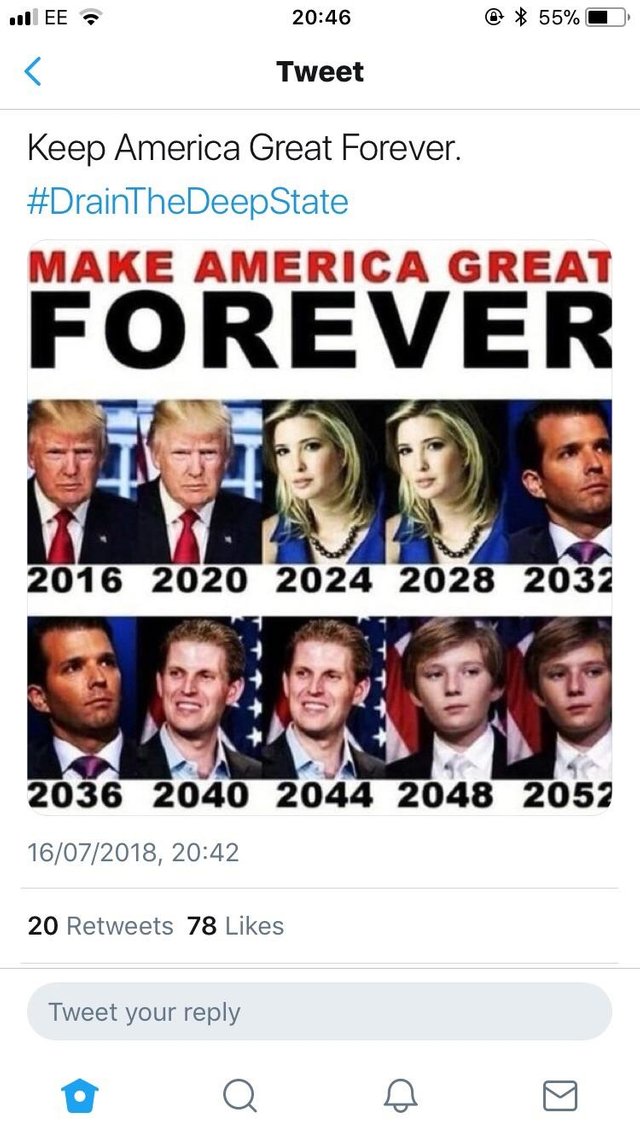 EE 20:46 55%
Tweet
Keep America Great Forever.
#DrainTheDeepState
MAKE AMERICA GREAT
FOREVER
2016 2020 2024 2028 2032
2036 2040 2044 2048 2052
16/07/2018, 20:42
20 Retweets 78 Likes
Tweet your reply